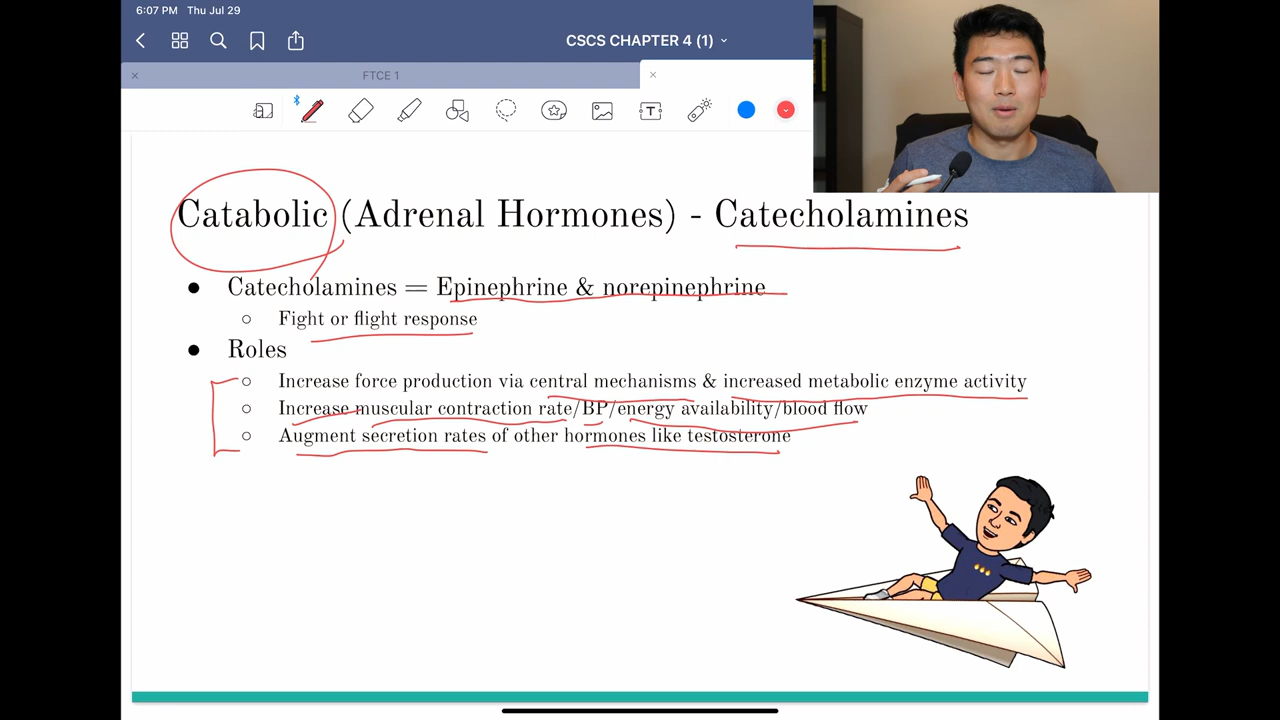 6:07 PM Thu Jul 29
CSCS CHAPTER 4 (1)
FTCE 1
T
Catabolic (Adrenal Hormones) - Catecholamines
● Catecholamines = Epinephrine & norepinephrine
○ Fight or flight response
● Roles
○ Increase force production via central mechanisms & increased metabolic enzyme activity
○ Increase muscular contraction rate/BP/energy availability/blood flow
○ Augment secretion rates of other hormones like testosterone